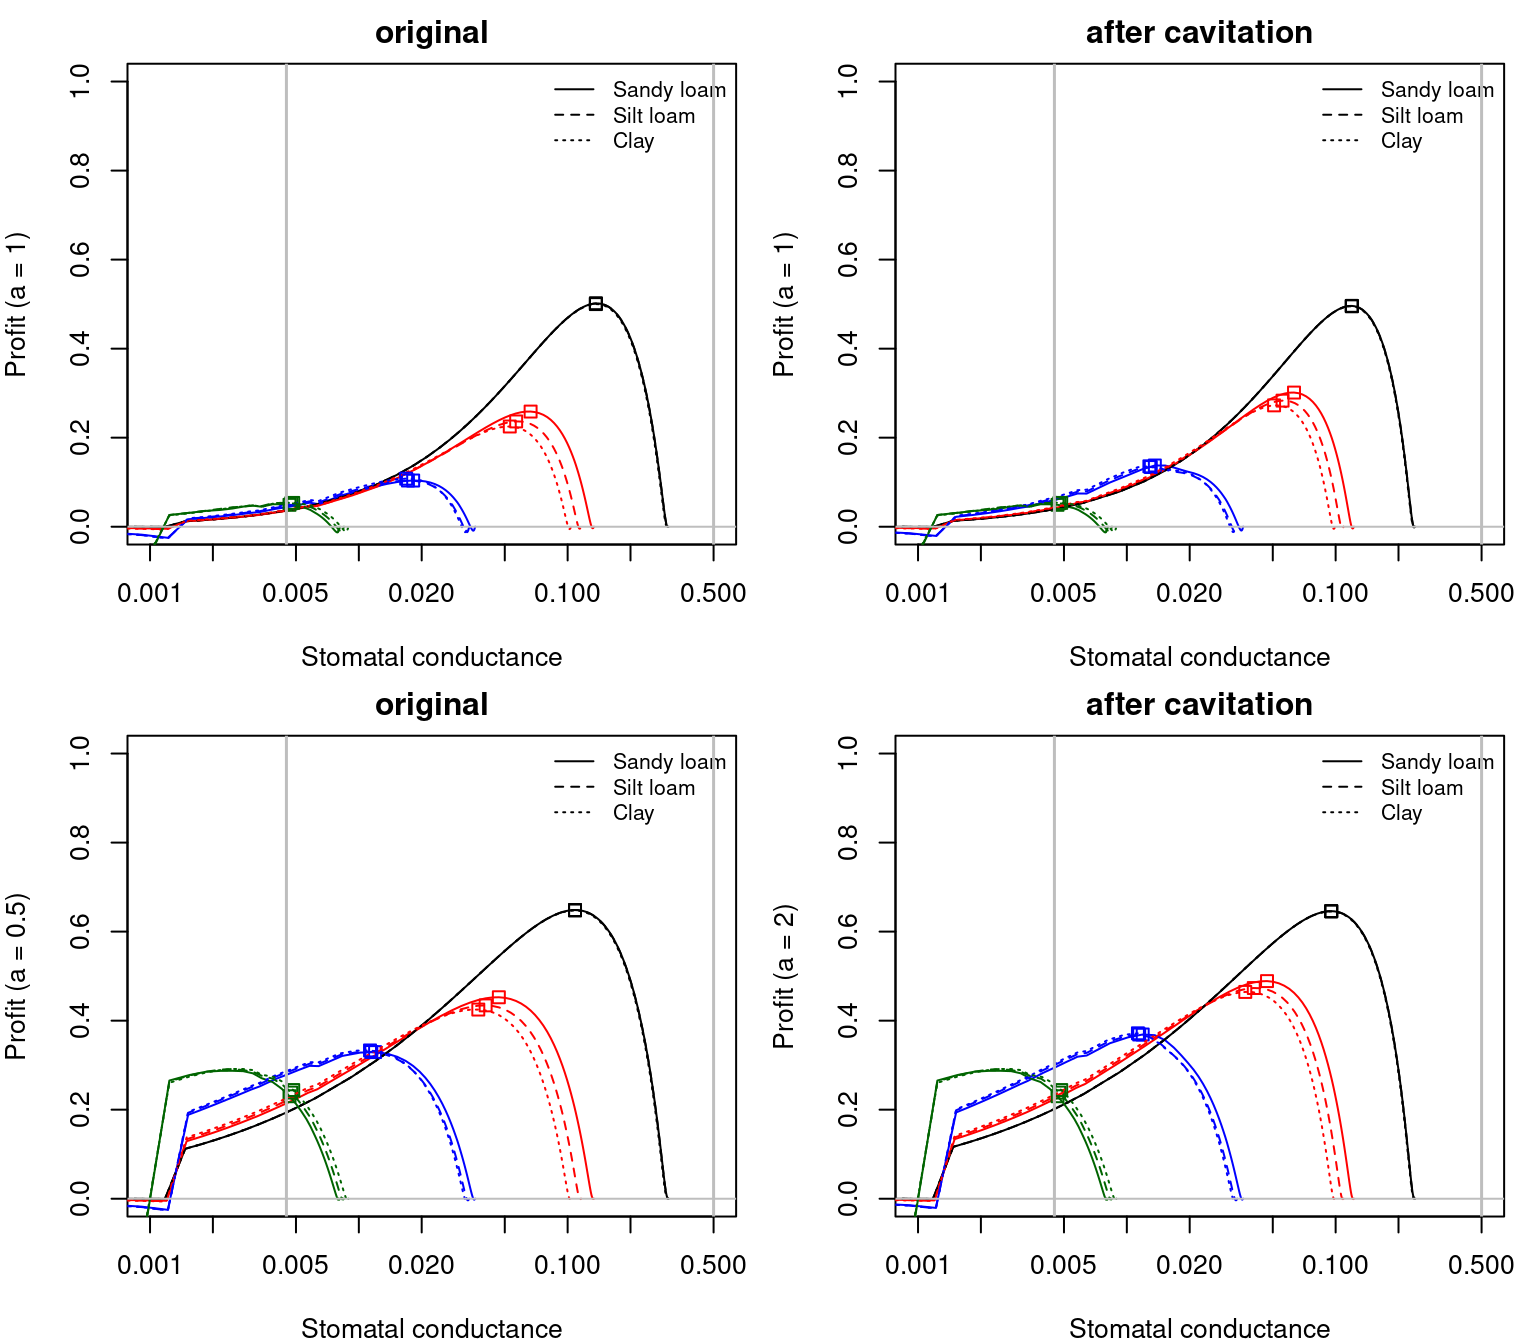 original
1.0
0.8
0.6
0.4
0.2
0.0
Profit (a = 1)
Sandy loam
Silt loam
Clay
0.001 0.005 0.020 0.100 0.500
Stomatal conductance
after cavitation
1.0
0.8
0.6
0.4
0.2
0.0
Profit (a = 1)
Sandy loam
Silt loam
Clay
0.001 0.005 0.020 0.100 0.500
Stomatal conductance
original
1.0
0.8
0.6
0.4
0.2
0.0
Profit (a = 0.5)
Sandy loam
Silt loam
Clay
0.001 0.005 0.020 0.100 0.500
Stomatal conductance
after cavitation
1.0
0.8
0.6
0.4
0.2
0.0
Profit (a = 2)
Sandy loam
Silt loam
Clay
0.001 0.005 0.020 0.100 0.500
Stomatal conductance